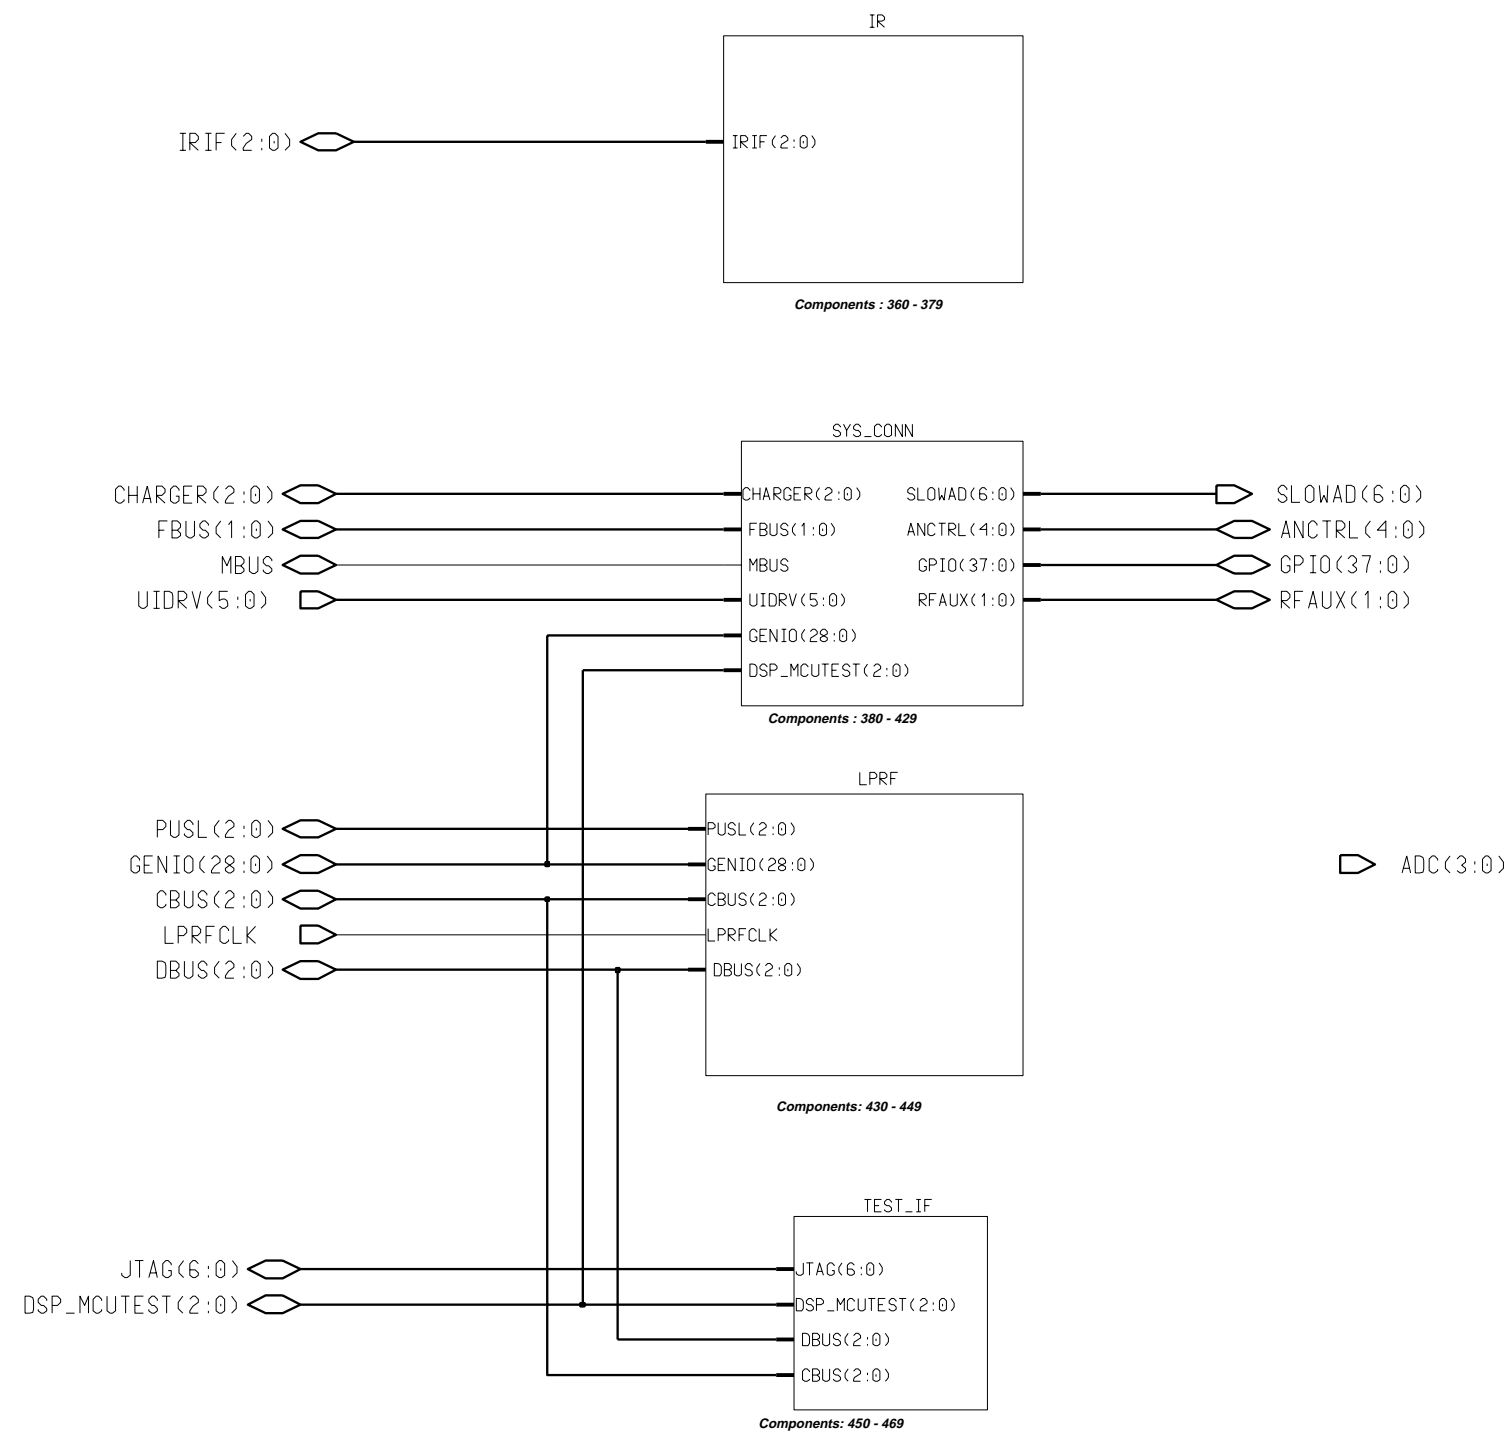 IR
IRIF(2:0) IRIF(2:0)
Components : 360 - 379
SYS_CONN
CHARGER(2:0) CHARGER(2:0) SLOWAD(6:0) SLOWAD(6:0)
FBUS(1:0) FBUS(1:0) ANCTRL(4:0) ANCTRL(4:0)
MBUS MBUS GPIO(37:0) GPIO(37:0)
UIDRV(5:0) UIDRV(5:0) RFAUX(1:0) RFAUX(1:0)
GENIO(28:0)
DSP_MCUTEST(2:0)
Components : 380 - 429
LPRF
PUSL(2:0) PUSL(2:0)
GENIO(28:0) GENIO(28:0) ADC(3:0)
CBUS(2:0) CBUS(2:0)
LPRFCLK LPRFCLK
DBUS(2:0) DBUS(2:0)
Components: 430 - 449
TEST_IF
JTAG(6:0) JTAG(6:0)
DSP_MCUTEST(2:0) DSP_MCUTEST(2:0)
DBUS(2:0)
CBUS(2:0)
Components: 450 - 469